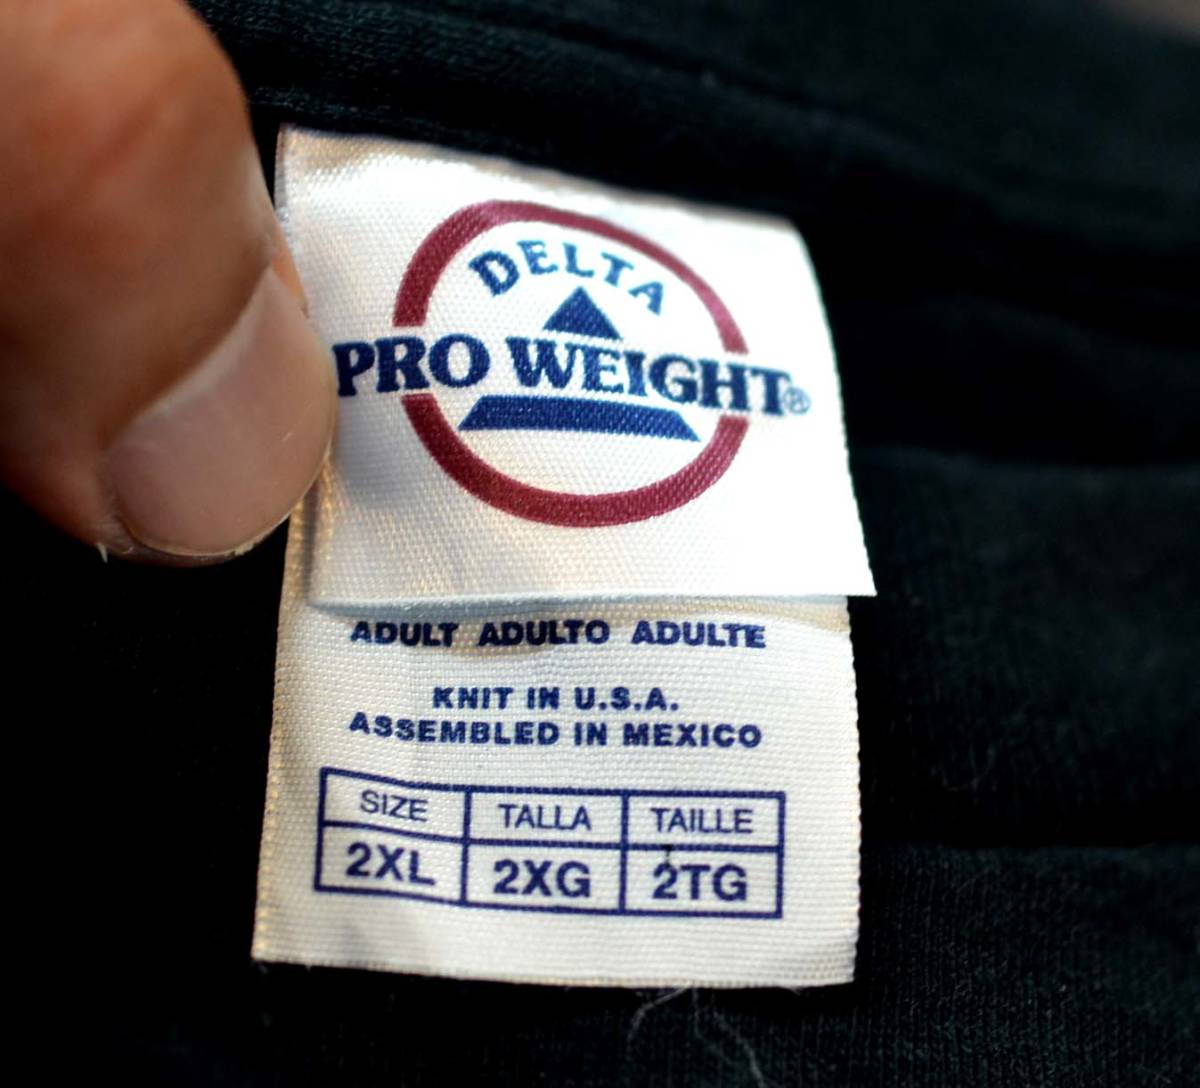 DELTA
PRO WEIGHT®
ADULT ADULTO ADULTE
KNIT IN U.S.A.
ASSEMBLED IN MEXICO
SIZE TALLA TAILLE
2XL 2XG 2TG